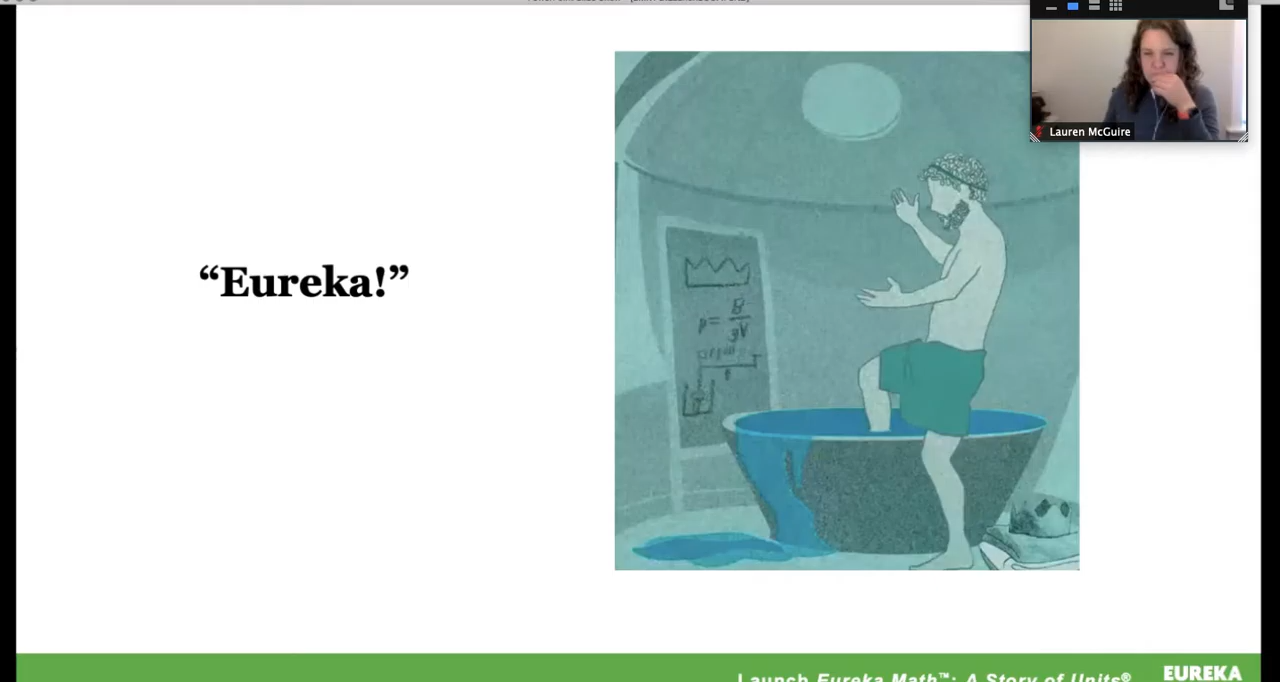 Lauren McGuire
“Eureka!”
Launch Eureka Math™: A Story of Units®
EUREKA